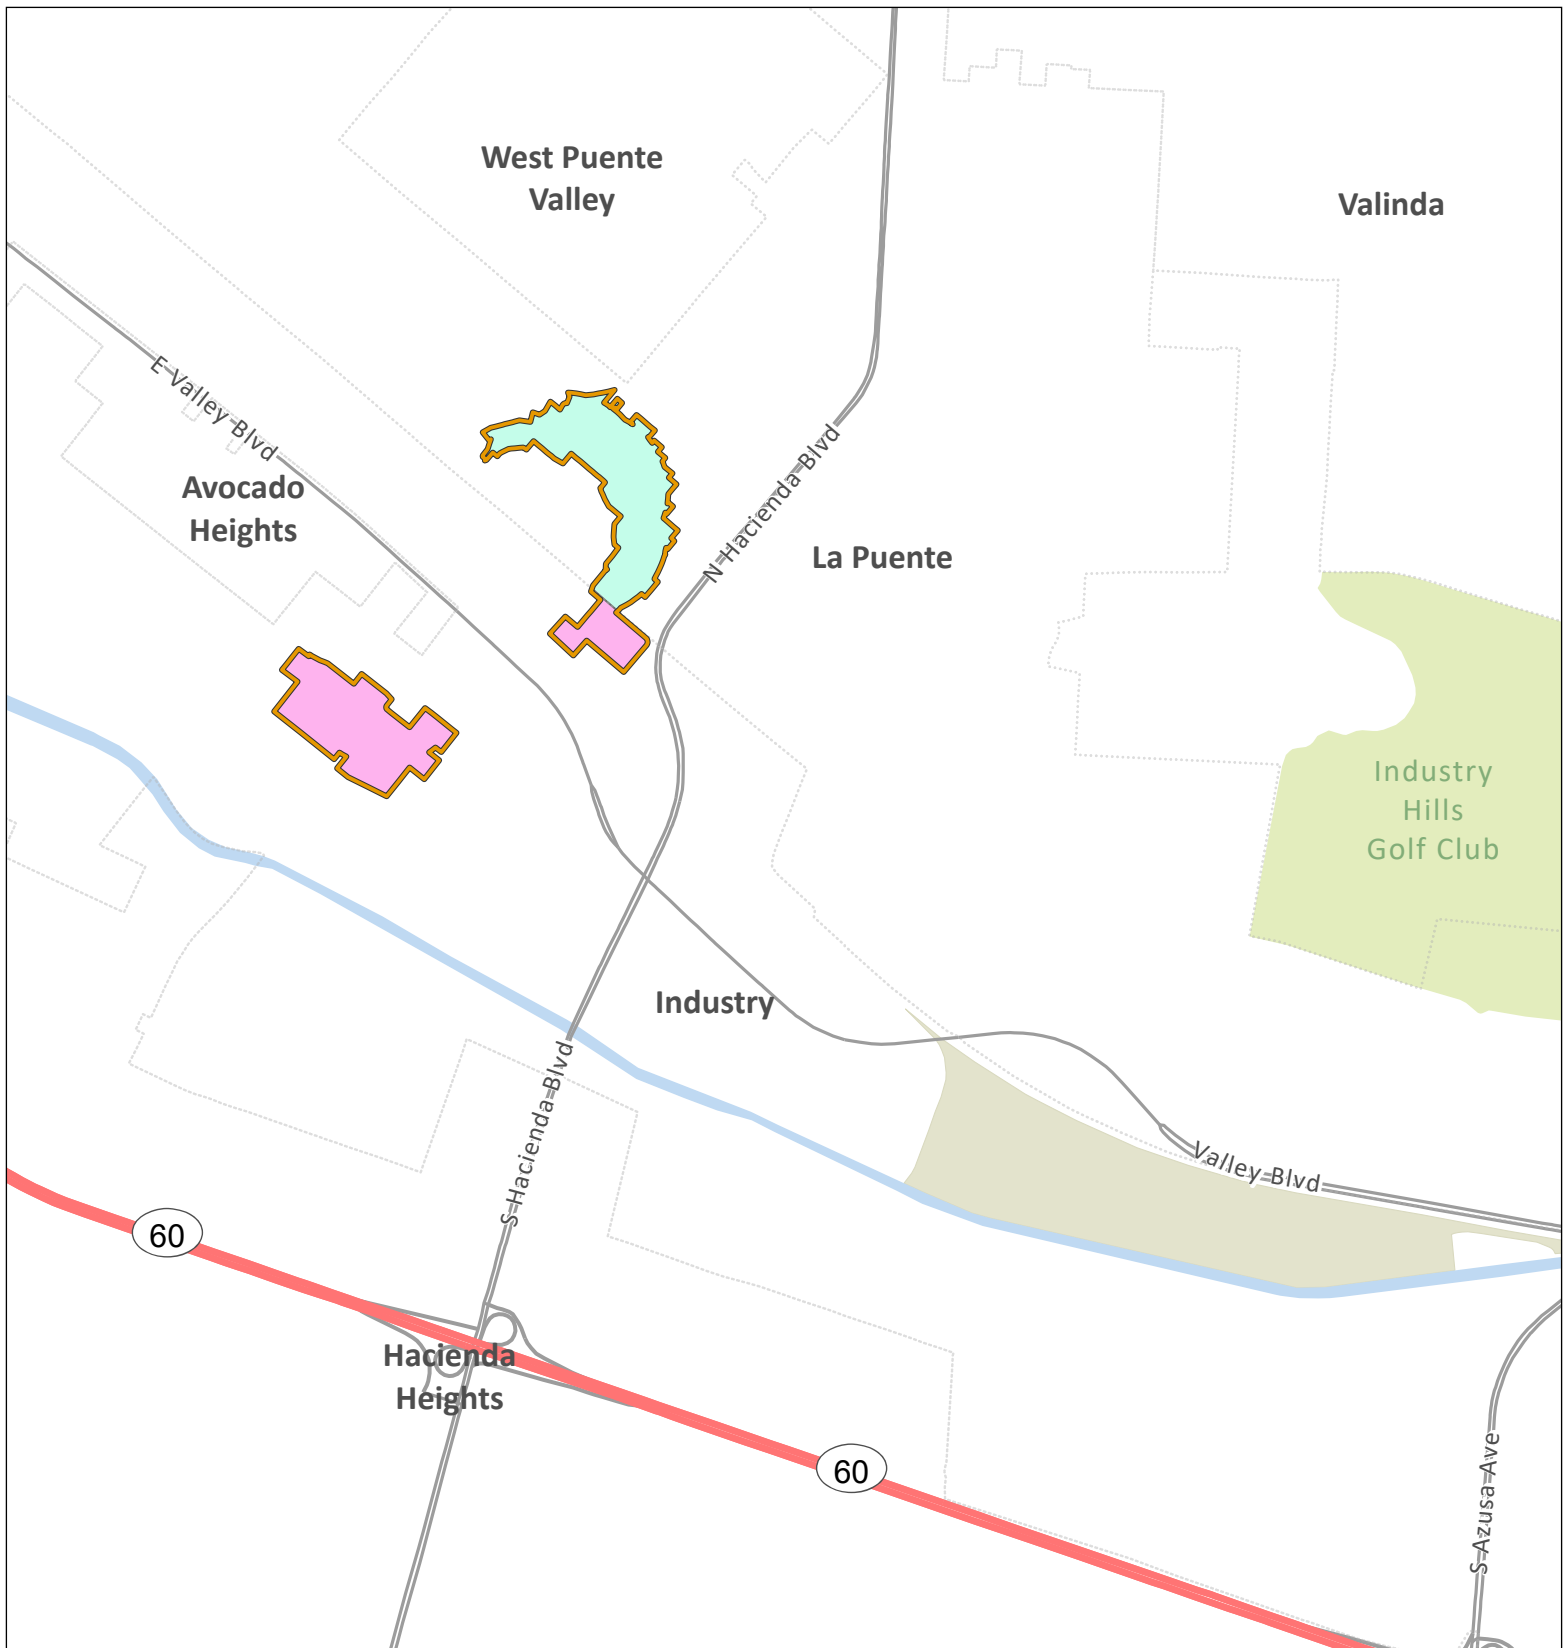 West Puente
Valley
Valinda
E Valley Blvd
N Hacienda Blvd
Avocado
Heights
La Puente
Industry
Hills
Golf Club
Industry
S Hacienda Blvd
Valley Blvd
60
Hacienda
Heights
60
S Azusa Ave